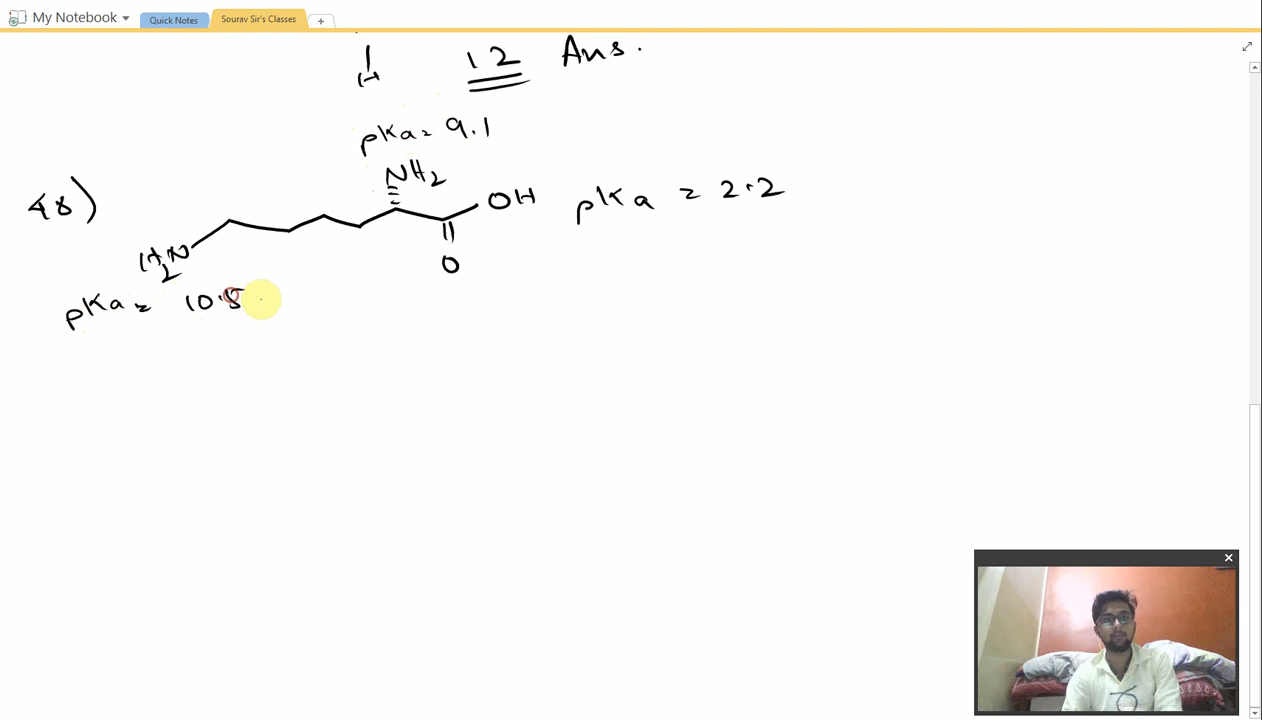 My Notebook
Quick Notes
Sourav Sir's Classes
H 12 Ans.
pKa = 9.1
48)
NH2
OH
pKa = 2.2
H2N
O
pKa = 10.5